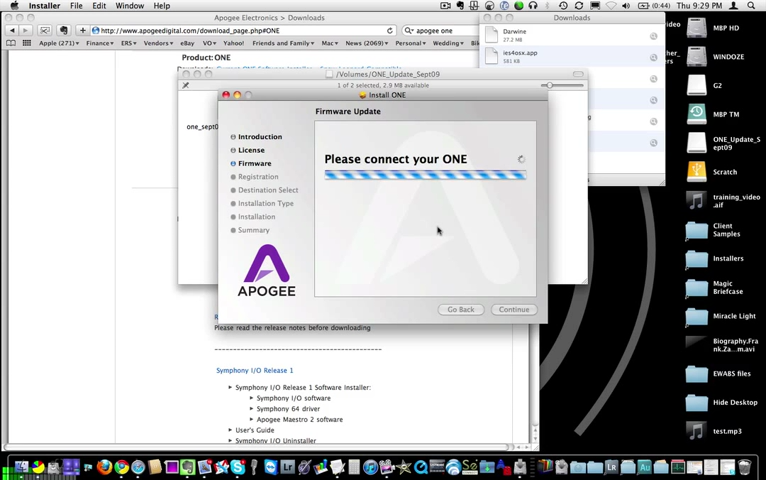 Installer File Edit Window Help
(0:44) Thu 9:29 PM
Apogee Electronics > Downloads
http://www.apogeedigital.com/download_page.php#ONE
apogee one
Apple (271) Finance ERs eBay VO Yahoo! Friends and Family Mac News (2069) Personal Wedding
Product: ONE
/Volumes/ONE_Update_Sept09
1 of 2 selected, 2.9 MB available
Install ONE
Firmware Update
Introduction
License
Firmware
Registration
Destination Select
Installation Type
Installation
Summary
APOGEE
Please connect your ONE
Go Back
Continue
Please read the release notes before downloading
Symphony I/O Release 1
Symphony I/O Release 1 Software Installer:
Symphony I/O software
Symphony 64 driver
Apogee Maestro 2 software
User's Guide
Symphony I/O Uninstaller
Downloads
Darwine
27.2 MB
ies4osx.app
581 KB
MBP HD
WINDOZE
G2
MBP TM
ONE_Update_S
ept09
Scratch
training_video
.aif
Client
Samples
Installers
Magic
Briefcase
Miracle Light
Biography.Fra
nk.Za...m.avi
EWABS files
Hide Desktop
test.mp3